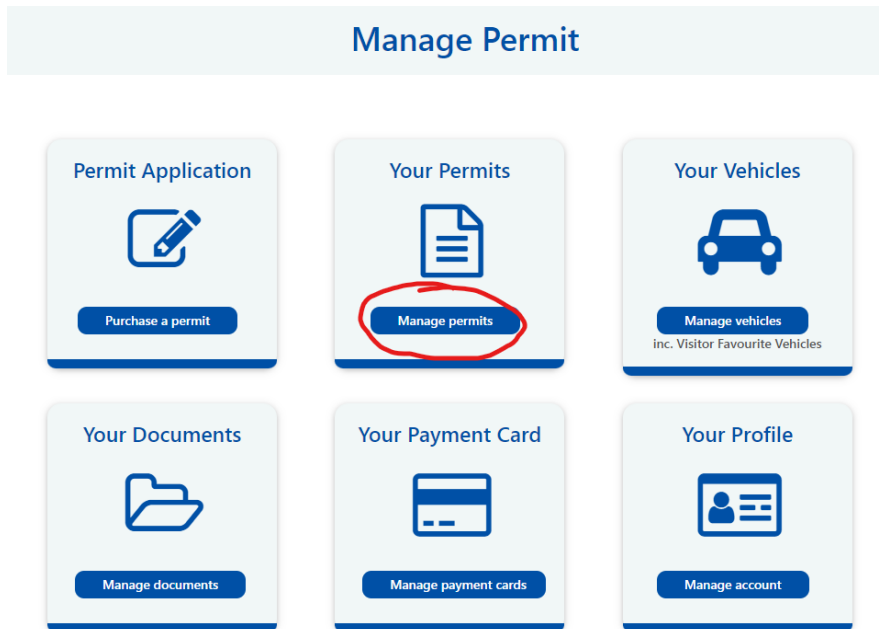 Manage Permit
Permit Application
Purchase a permit
Your Permits
Manage permits
Your Vehicles
Manage vehicles
inc. Visitor Favourite Vehicles
Your Documents
Manage documents
Your Payment Card
Manage payment cards
Your Profile
Manage account